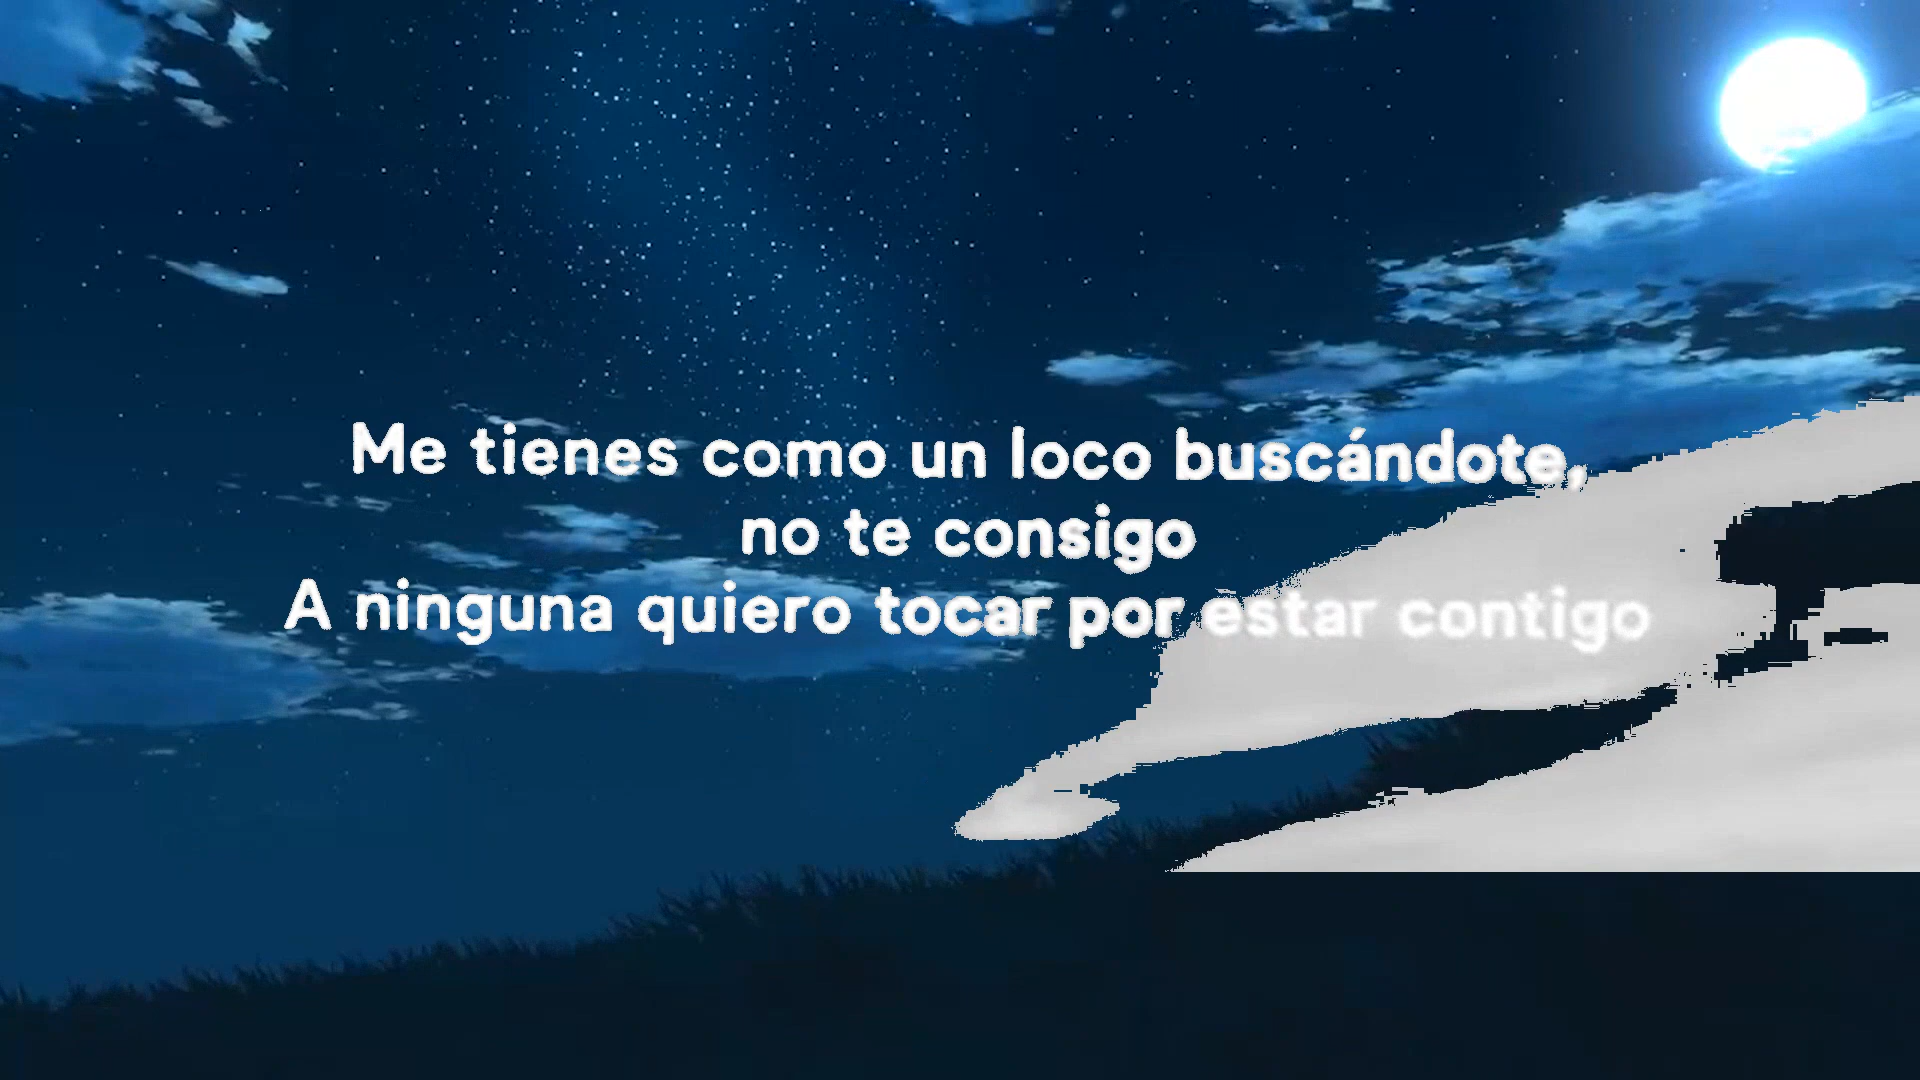 Me tienes como un loco buscándote,
no te consigo
A ninguna quiero tocar por estar contigo